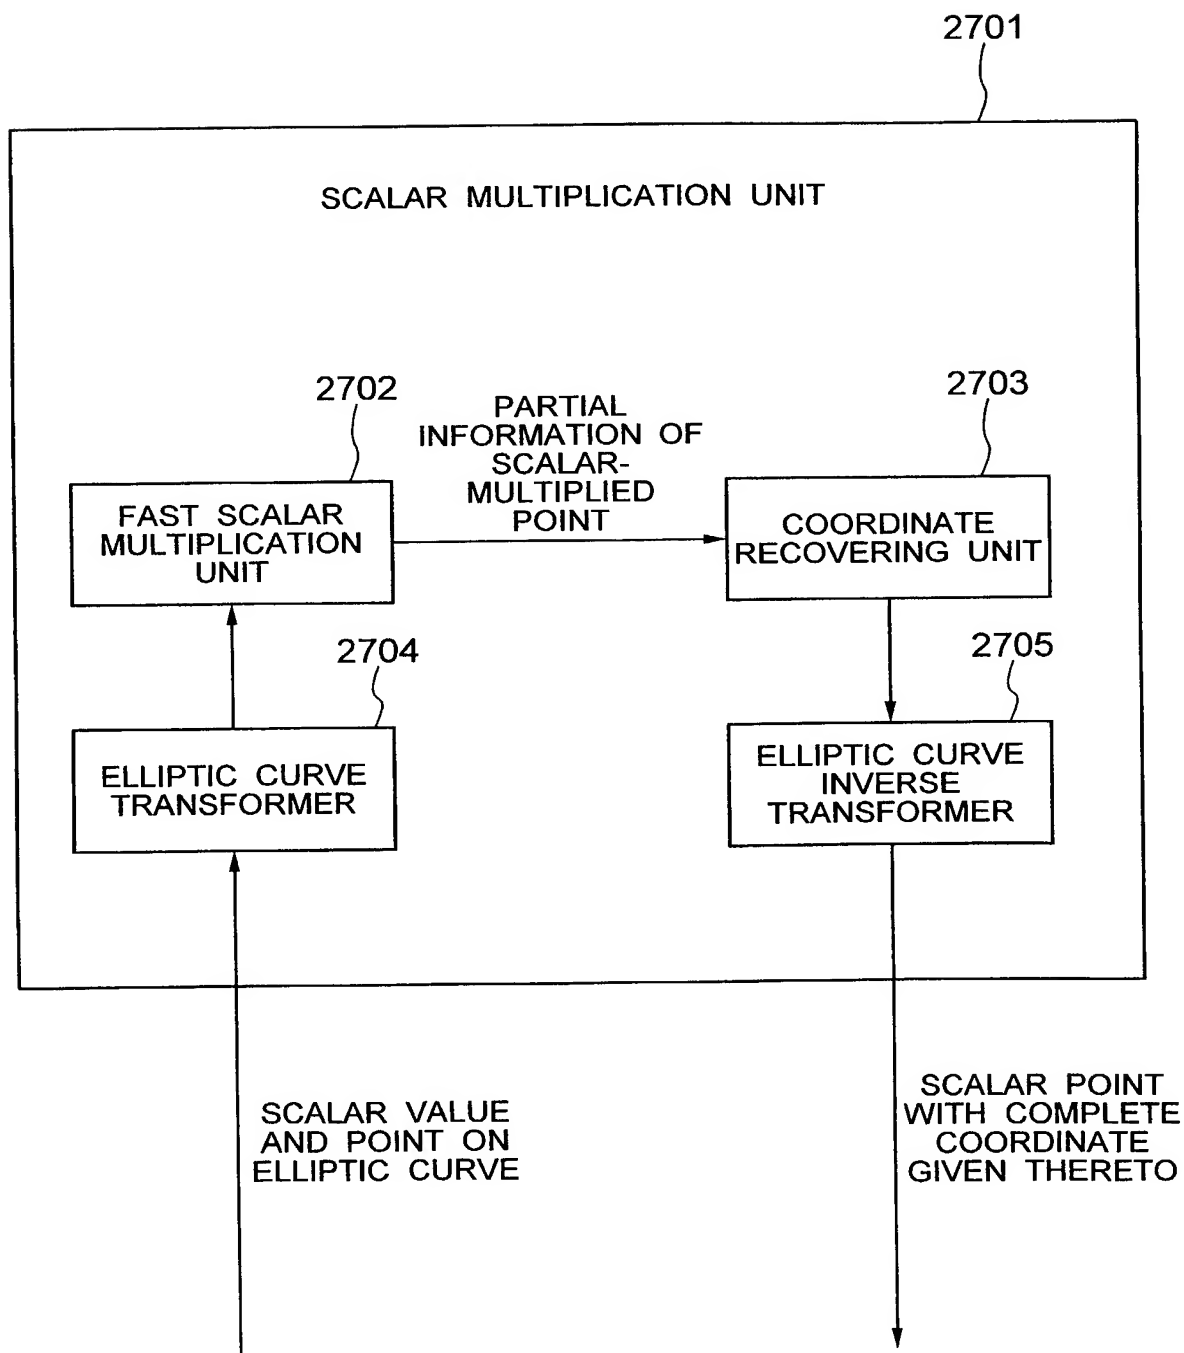 2701
SCALAR MULTIPLICATION UNIT
2702
PARTIAL
INFORMATION OF
SCALAR-
MULTIPLIED
POINT
2703
FAST SCALAR
MULTIPLICATION
UNIT
COORDINATE
RECOVERING UNIT
2704
2705
ELLIPTIC CURVE
TRANSFORMER
ELLIPTIC CURVE
INVERSE
TRANSFORMER
SCALAR VALUE
AND POINT ON
ELLIPTIC CURVE
SCALAR POINT
WITH COMPLETE
COORDINATE
GIVEN THERETO